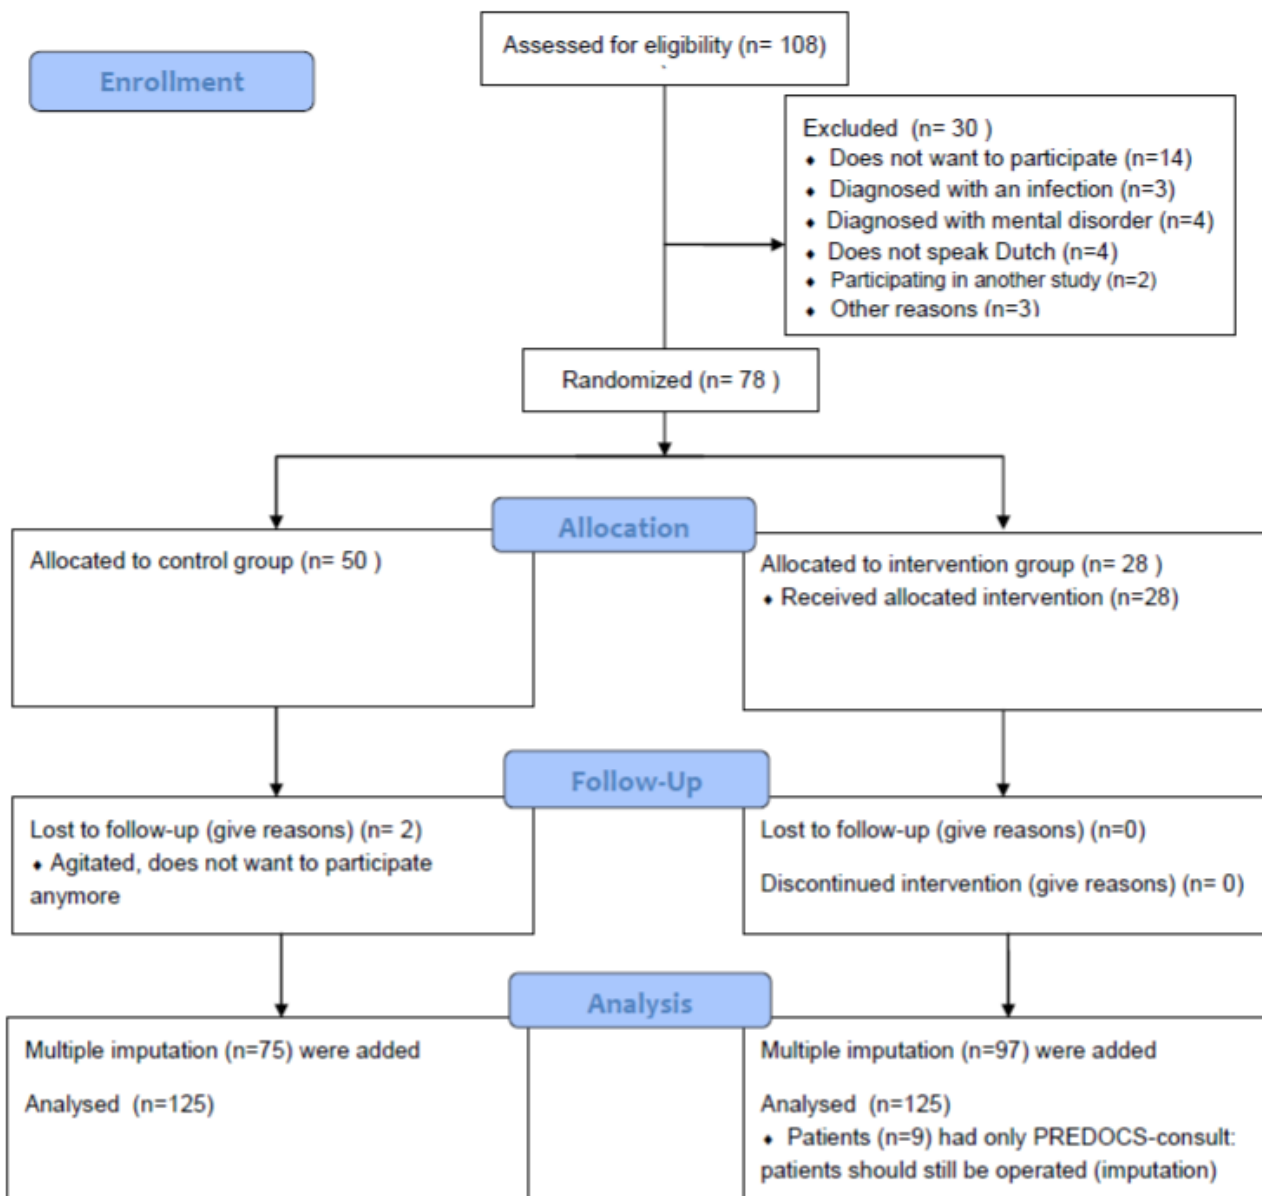 Assessed for eligibility (n= 108)
Enrollment
Excluded (n= 30 )
⬧ Does not want to participate (n=14)
⬧ Diagnosed with an infection (n=3)
⬧ Diagnosed with mental disorder (n=4)
⬧ Does not speak Dutch (n=4)
⬧ Participating in another study (n=2)
⬧ Other reasons (n=3)
Randomized (n= 78 )
Allocation
Allocated to control group (n= 50 )
Allocated to intervention group (n= 28 )
⬧ Received allocated intervention (n=28)
Follow-Up
Lost to follow-up (give reasons) (n= 2)
⬧ Agitated, does not want to participate
anymore
Lost to follow-up (give reasons) (n=0)
Discontinued intervention (give reasons) (n= 0)
Analysis
Multiple imputation (n=75) were added
Analysed (n=125)
Multiple imputation (n=97) were added
Analysed (n=125)
⬧ Patients (n=9) had only PREDOCS-consult:
patients should still be operated (imputation)